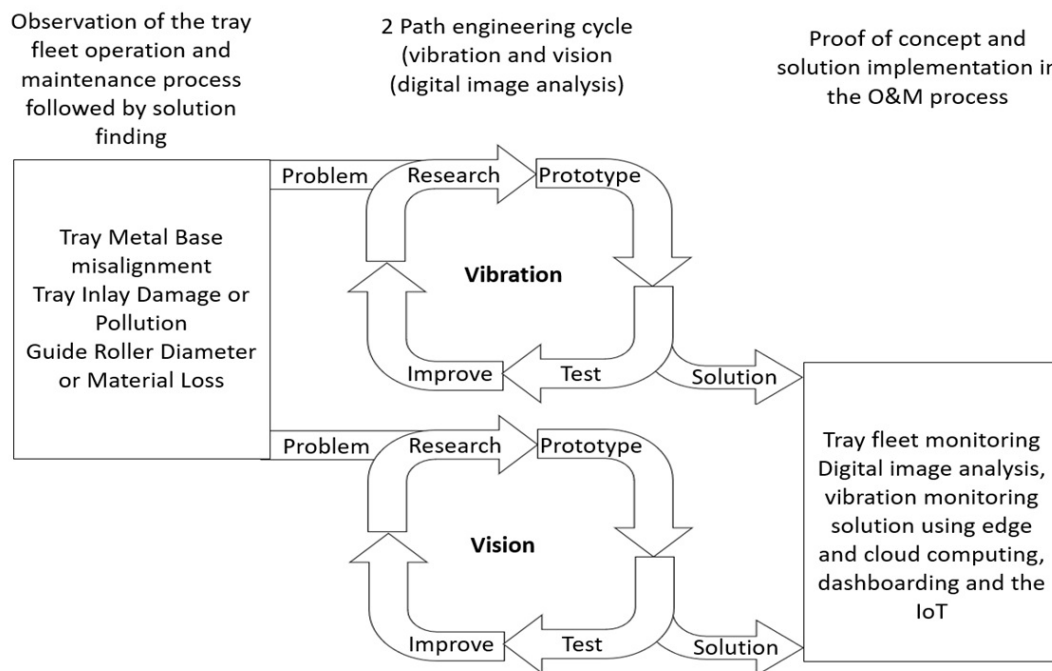 Observation of the tray
fleet operation and
maintenance process
followed by solution
finding
2 Path engineering cycle
(vibration and vision
(digital image analysis)
Proof of concept and
solution implementation in
the O&M process
Tray Metal Base
misalignment
Tray Inlay Damage or
Pollution
Guide Roller Diameter
or Material Loss
Problem
Research
Prototype
Vibration
Improve
Test
Solution
Problem
Research
Prototype
Vision
Improve
Test
Solution
Tray fleet monitoring
Digital image analysis,
vibration monitoring
solution using edge
and cloud computing,
dashboarding and the
IoT